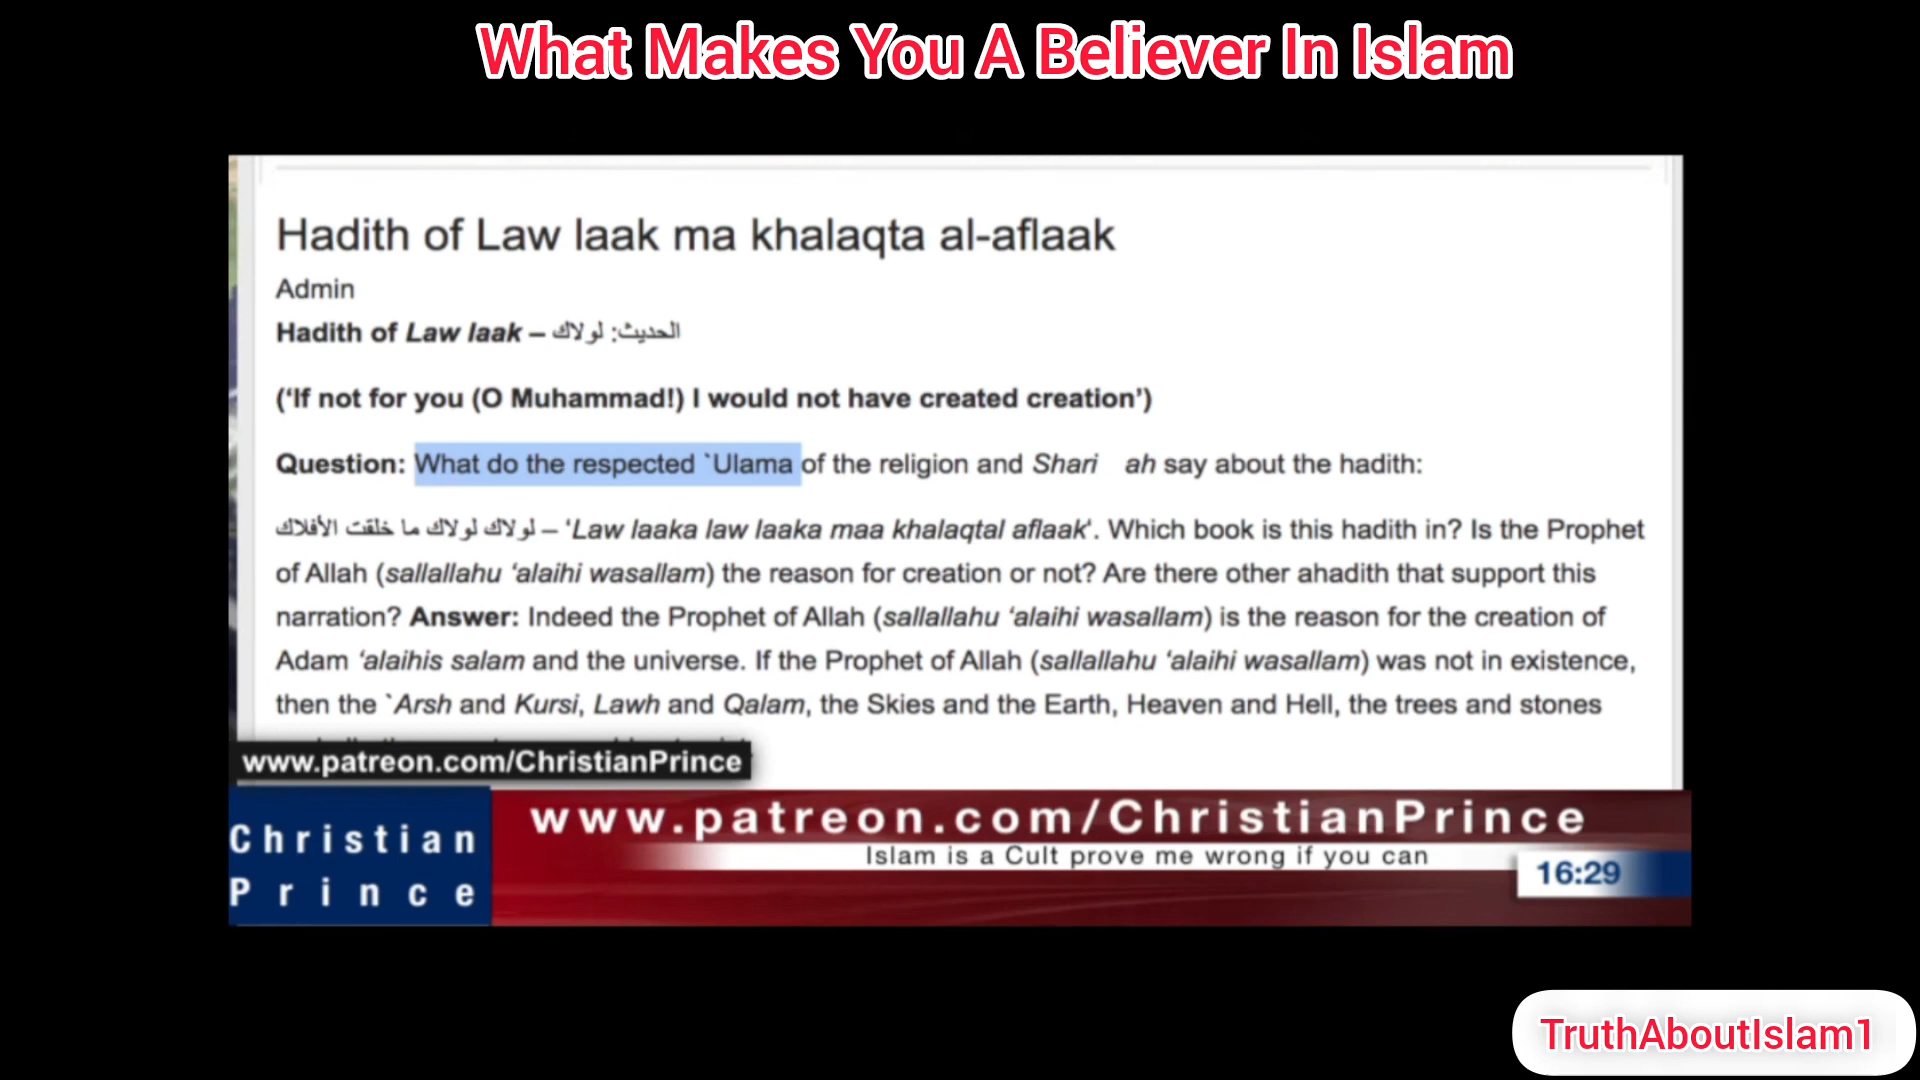 What Makes You A Believer In Islam
Hadith of Law laak ma khalaqta al-aflaak
Admin
Hadith of Law laak – الحديث: لولاك
(‘If not for you (O Muhammad!) I would not have created creation’)
Question: What do the respected `Ulama of the religion and Shari ah say about the hadith:
لولاك لولاك ما خلقت الأفلاك – ‘Law laaka law laaka maa khalaqtal aflaak‘. Which book is this hadith in? Is the Prophet
of Allah (sallallahu ‘alaihi wasallam) the reason for creation or not? Are there other ahadith that support this
narration? Answer: Indeed the Prophet of Allah (sallallahu ‘alaihi wasallam) is the reason for the creation of
Adam ‘alaihis salam and the universe. If the Prophet of Allah (sallallahu ‘alaihi wasallam) was not in existence,
then the `Arsh and Kursi, Lawh and Qalam, the Skies and the Earth, Heaven and Hell, the trees and stones
www.patreon.com/ChristianPrince
www.patreon.com/ChristianPrince
Islam is a Cult prove me wrong if you can
Christian
Prince
16:29
TruthAboutIslam1